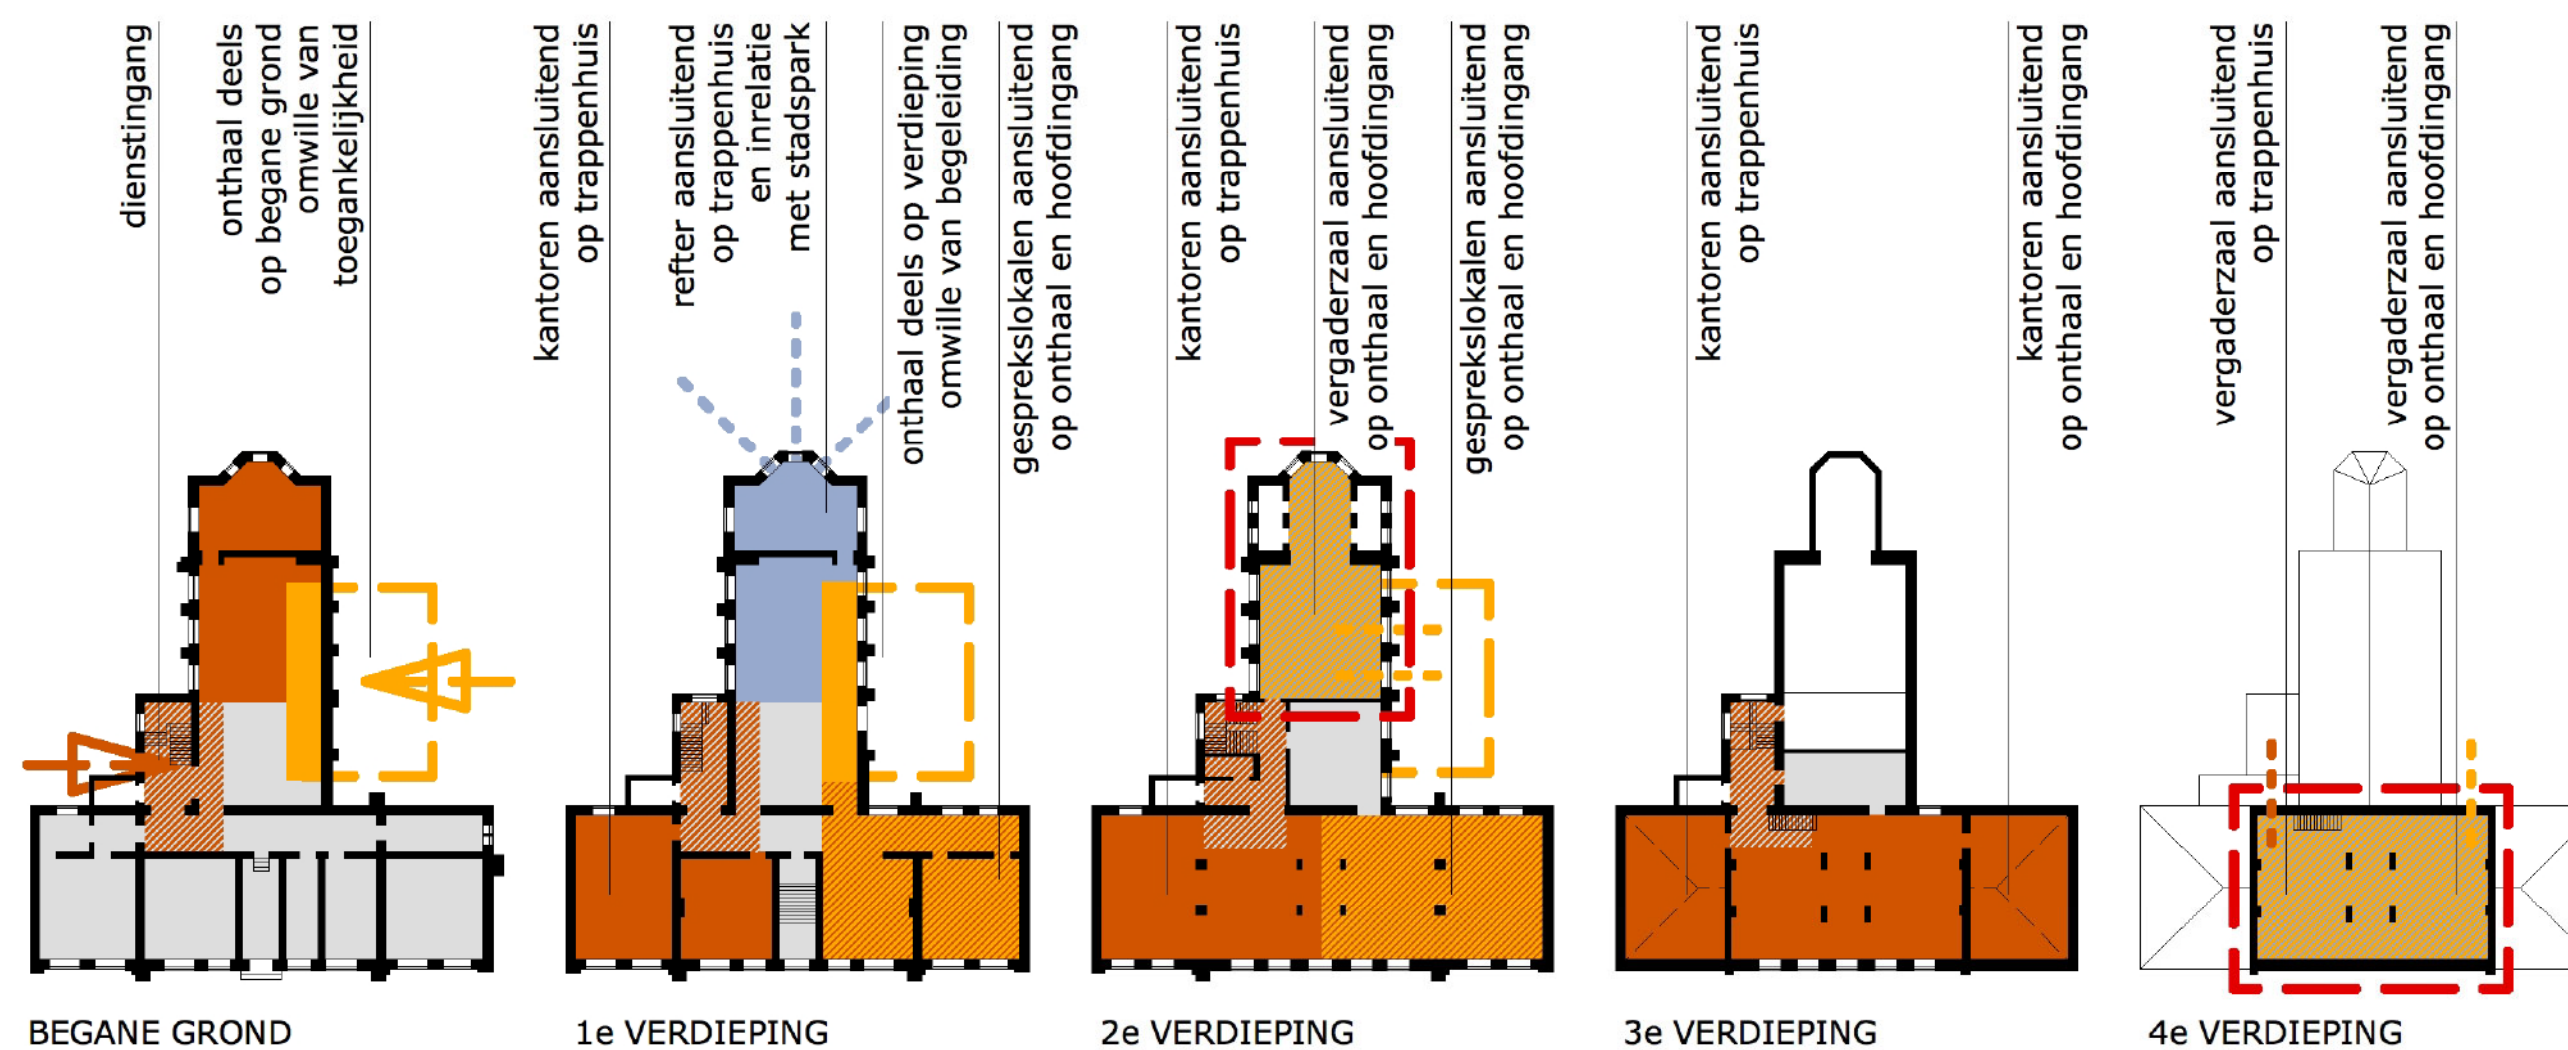 dienstingang
onthaal deels
op begane grond
omwille van
toegankelijkheid
kantoren aansluitend
op trappenhuis
refter aansluitend
op trappenhuis
en inrelatie
met stadspark
onthaal deels op verdieping
omwille van begeleiding
gesprekslokalen aansluitend
op onthaal en hoofdingang
kantoren aansluitend
op trappenhuis
vergaderzaal aansluitend
op onthaal en hoofdingang
gesprekslokalen aansluitend
op onthaal en hoofdingang
kantoren aansluitend
op trappenhuis
kantoren aansluitend
op onthaal en hoofdingang
vergaderzaal aansluitend
op trappenhuis
vergaderzaal aansluitend
op onthaal en hoofdingang
BEGANE GROND
1e VERDIEPING
2e VERDIEPING
3e VERDIEPING
4e VERDIEPING